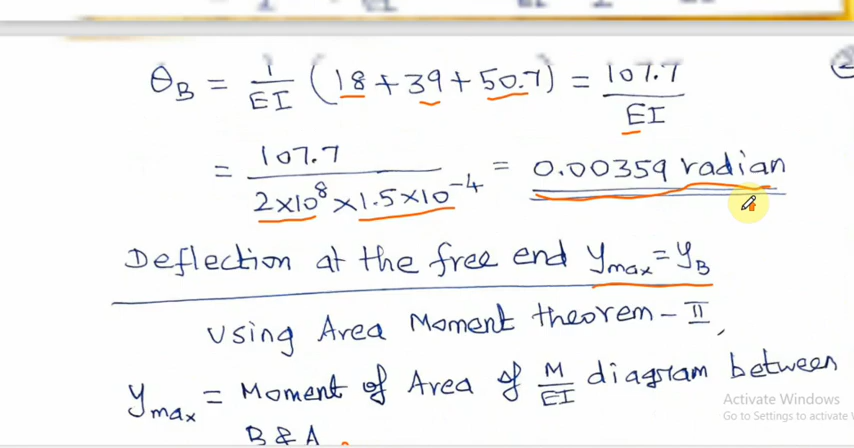 θB = 1/EI (18+39+50.7) = 107.7/EI
= 107.7/2×10⁸×1.5×10⁻⁴ = 0.00359 radian
Deflection at the free end ymax = yB
using Area Moment theorem-II,
ymax = Moment of Area of M/EI diagram between
B & A
Activate Windows
Go to Settings to activate